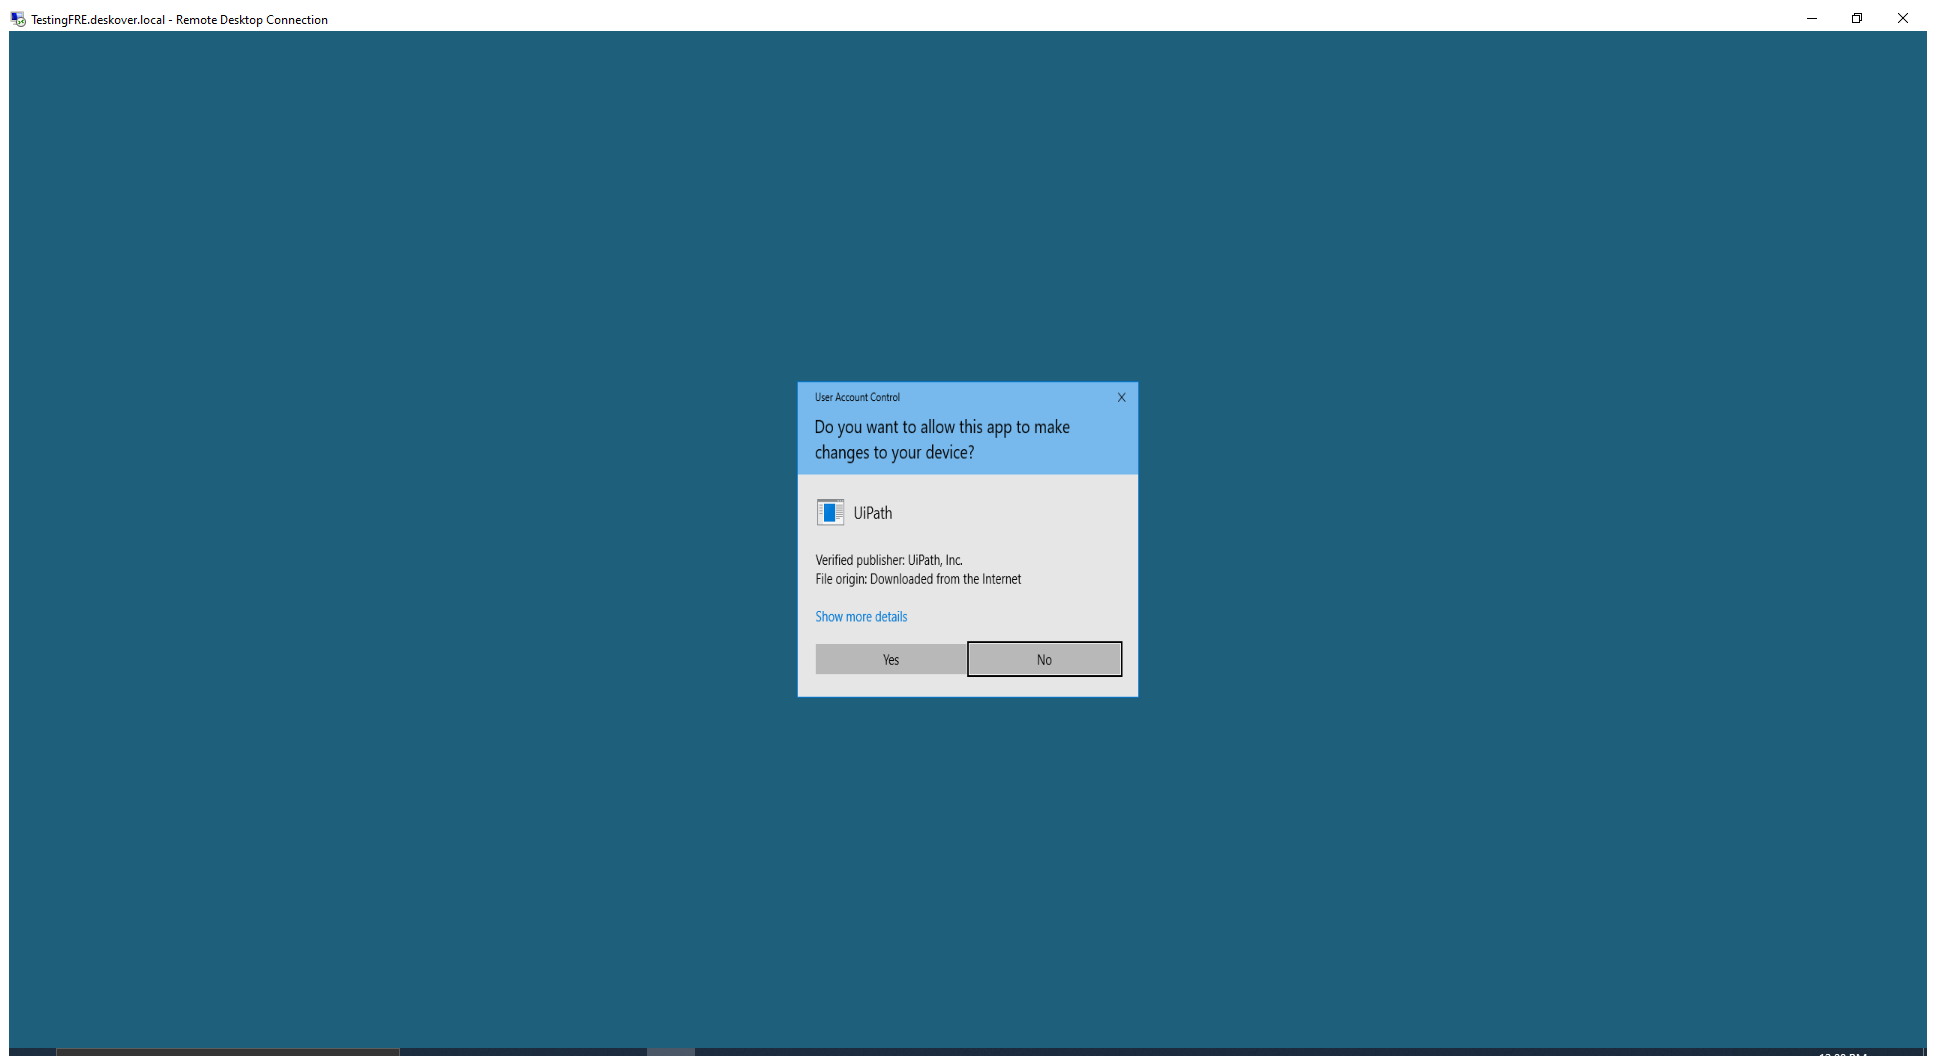 TestingFRE.deskover.local - Remote Desktop Connection
User Account Control
X
Do you want to allow this app to make
changes to your device?
UiPath
Verified publisher: UiPath, Inc.
File origin: Downloaded from the Internet
Show more details
Yes
No